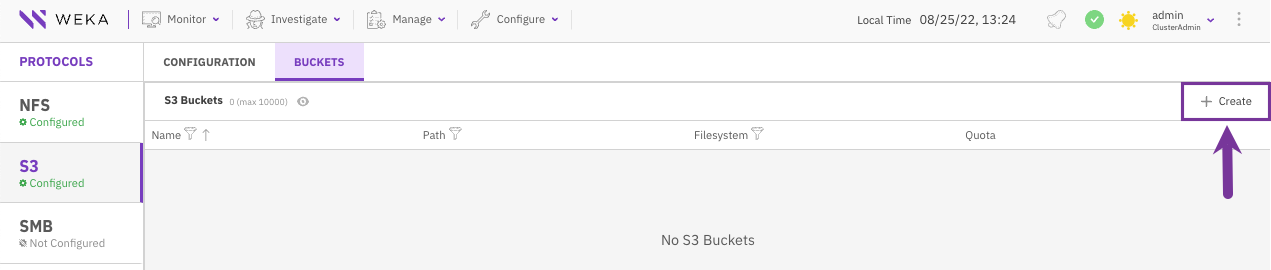 WEKA Monitor Investigate Manage Configure Local Time 08/25/22, 13:24 admin
ClusterAdmin
PROTOCOLS CONFIGURATION BUCKETS
S3 Buckets 0 (max 10000) + Create
NFS
Configured
Name Path Filesystem Quota
S3
Configured
SMB
Not Configured
No S3 Buckets